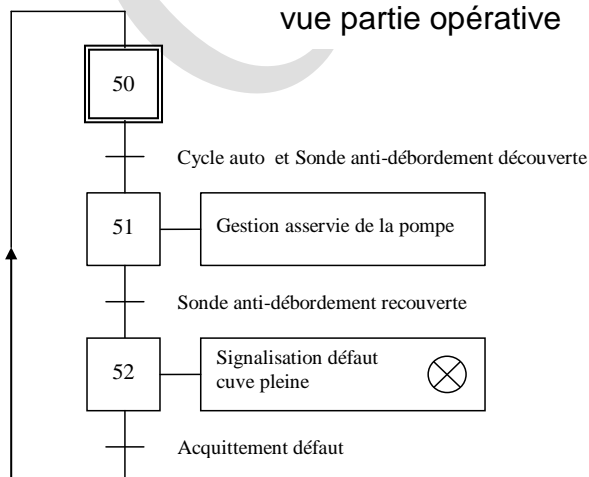 vue partie opérative
50
Cycle auto et Sonde anti-débordement découverte
51
Gestion asservie de la pompe
Sonde anti-débordement recouverte
52
Signalisation défaut
cuve pleine
Acquittement défaut